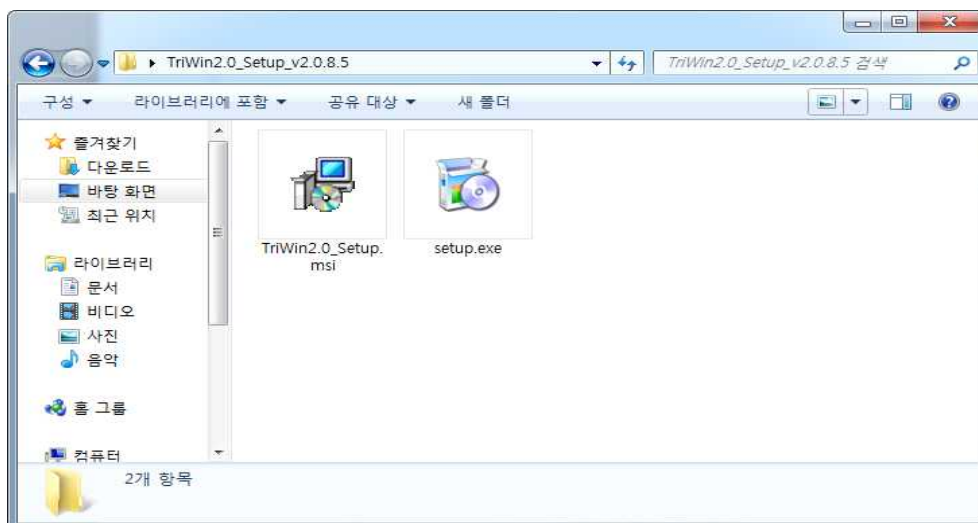 TriWin2.0_Setup_v2.0.8.5
TriWin2.0_Setup_v2.0.8.5 검색
구성 라이브러리에 포함 공유 대상 새 폴더
즐겨찾기
다운로드
바탕 화면
최근 위치
라이브러리
문서
비디오
사진
음악
홈 그룹
컴퓨터
TriWin2.0_Setup.
msi
setup.exe
2개 항목